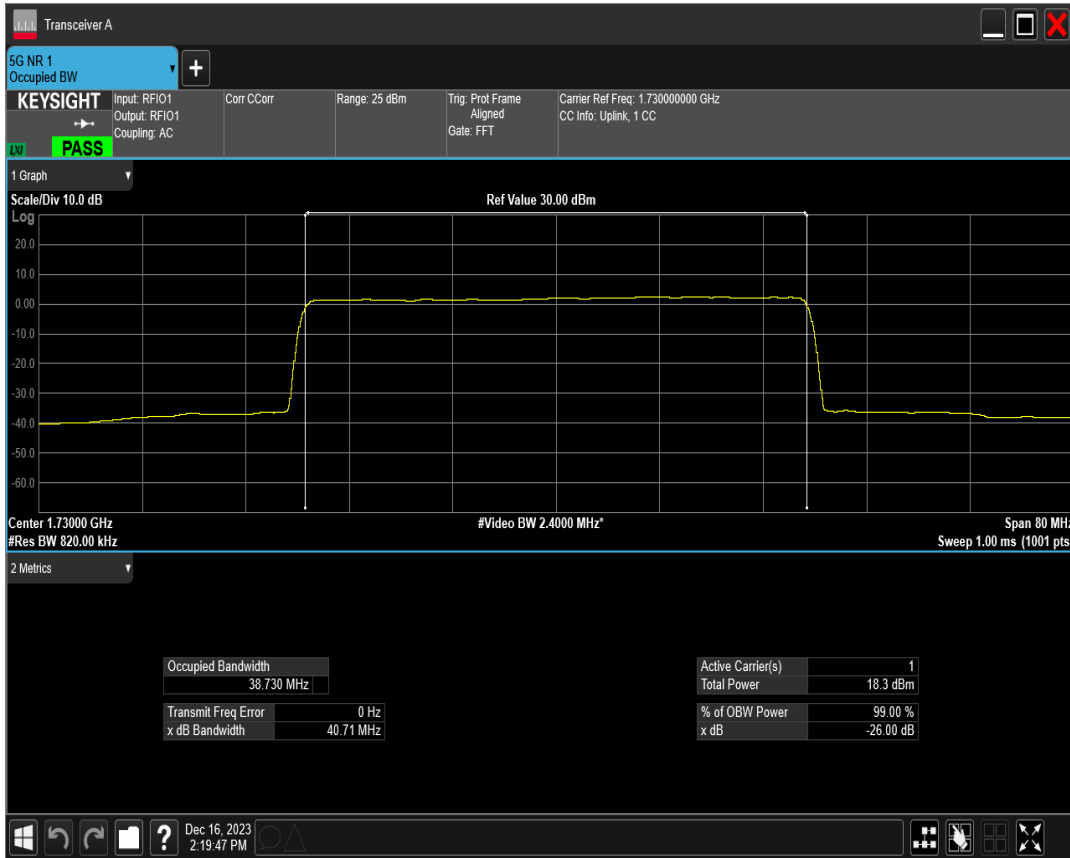 Transceiver A
5G NR 1
Occupied BW
KEYSIGHT
LXI
PASS
Input: RFIO1
Output: RFIO1
Coupling: AC
Corr CCorr
Range: 25 dBm
Trig: Prot Frame
Aligned
Gate: FFT
Carrier Ref Freq: 1.730000000 GHz
CC Info: Uplink, 1 CC
1 Graph
Scale/Div 10.0 dB
Ref Value 30.00 dBm
Log
20.0
10.0
0.00
-10.0
-20.0
-30.0
-40.0
-50.0
-60.0
Center 1.73000 GHz
#Video BW 2.4000 MHz*
Span 80 MHz
#Res BW 820.00 kHz
Sweep 1.00 ms (1001 pts
2 Metrics
Occupied Bandwidth
38.730 MHz
Transmit Freq Error 0 Hz
x dB Bandwidth 40.71 MHz
Active Carrier(s) 1
Total Power 18.3 dBm
% of OBW Power 99.00 %
x dB -26.00 dB
?
Dec 16, 2023
2:19:47 PM